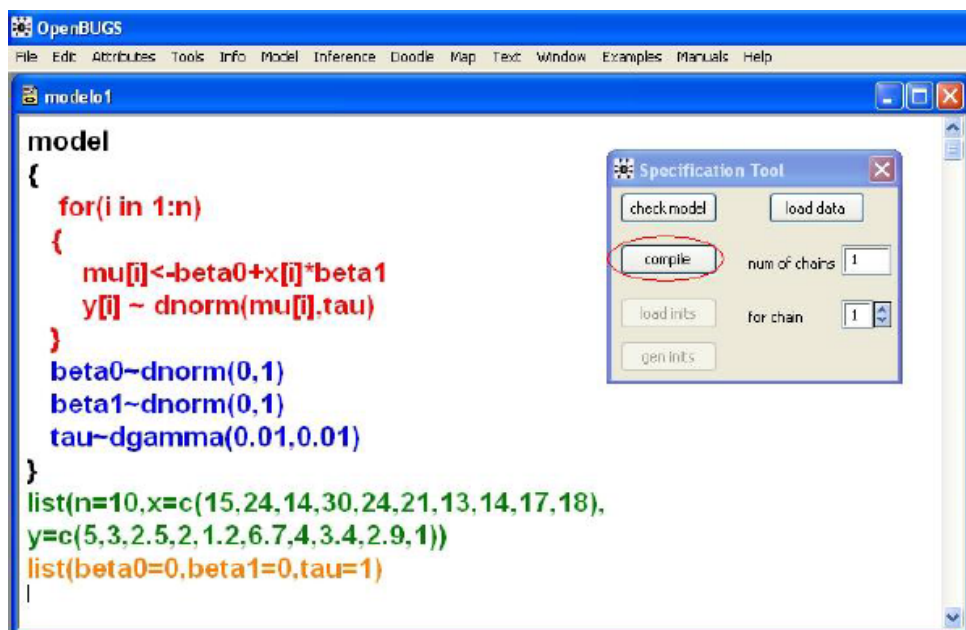 OpenBUGS
File Edit Attributes Tools Info Model Inference Doodle Map Text Window Examples Manuals Help
modelo1
model
{
for(i in 1:n)
{
mu[i]<-beta0+x[i]*beta1
y[i] ~ dnorm(mu[i],tau)
}
beta0~dnorm(0,1)
beta1~dnorm(0,1)
tau~dgamma(0.01,0.01)
}
list(n=10,x=c(15,24,14,30,24,21,13,14,17,18),
y=c(5,3,2.5,2,1.2,6.7,4,3.4,2.9,1))
list(beta0=0,beta1=0,tau=1)
Specification Tool
check model load data
compile num of chains 1
load inits for chain 1
gen inits